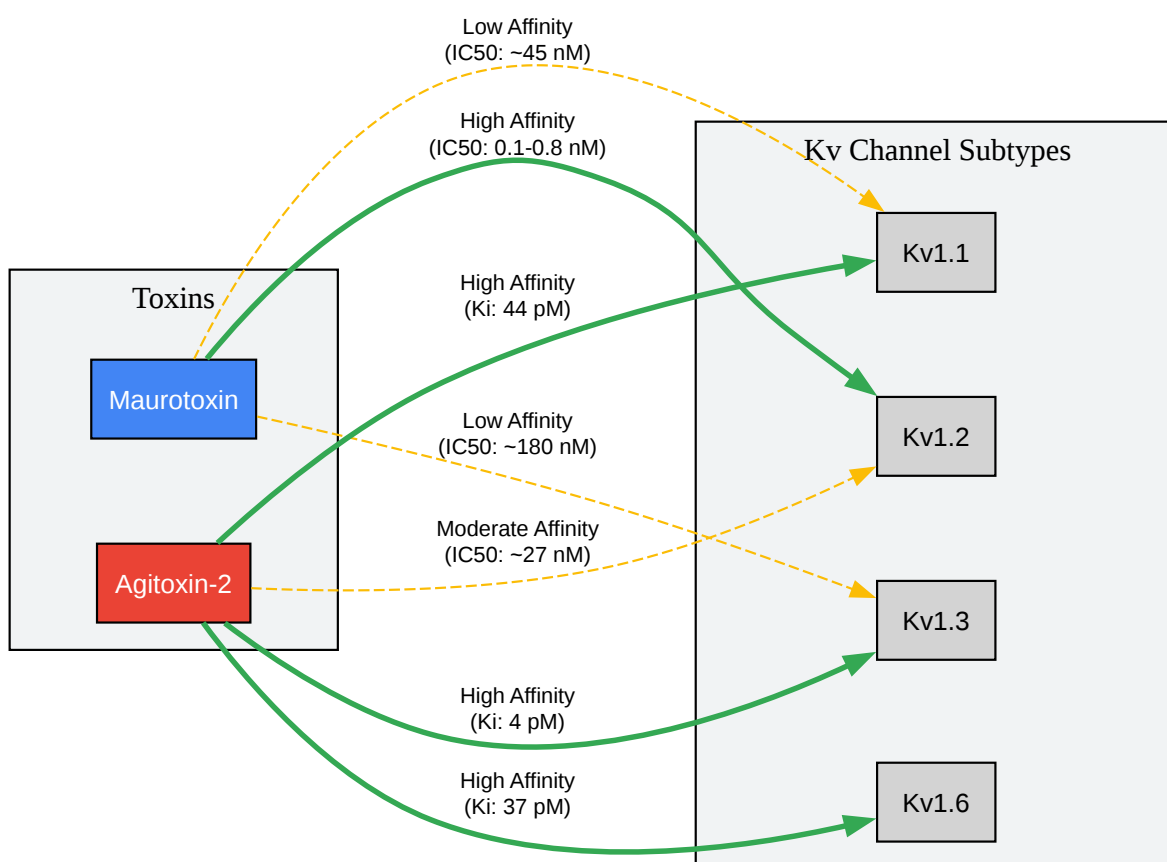 Low Affinity
(IC50: ~45 nM)
High Affinity
(IC50: 0.1-0.8 nM)
Kv Channel Subtypes
Kv1.1
High Affinity
(Ki: 44 pM)
Toxins
Maurotoxin
Low Affinity
(IC50: ~180 nM)
Kv1.2
Moderate Affinity
(IC50: ~27 nM)
Agitoxin-2
Kv1.3
High Affinity
(Ki: 4 pM)
High Affinity
(Ki: 37 pM)
Kv1.6